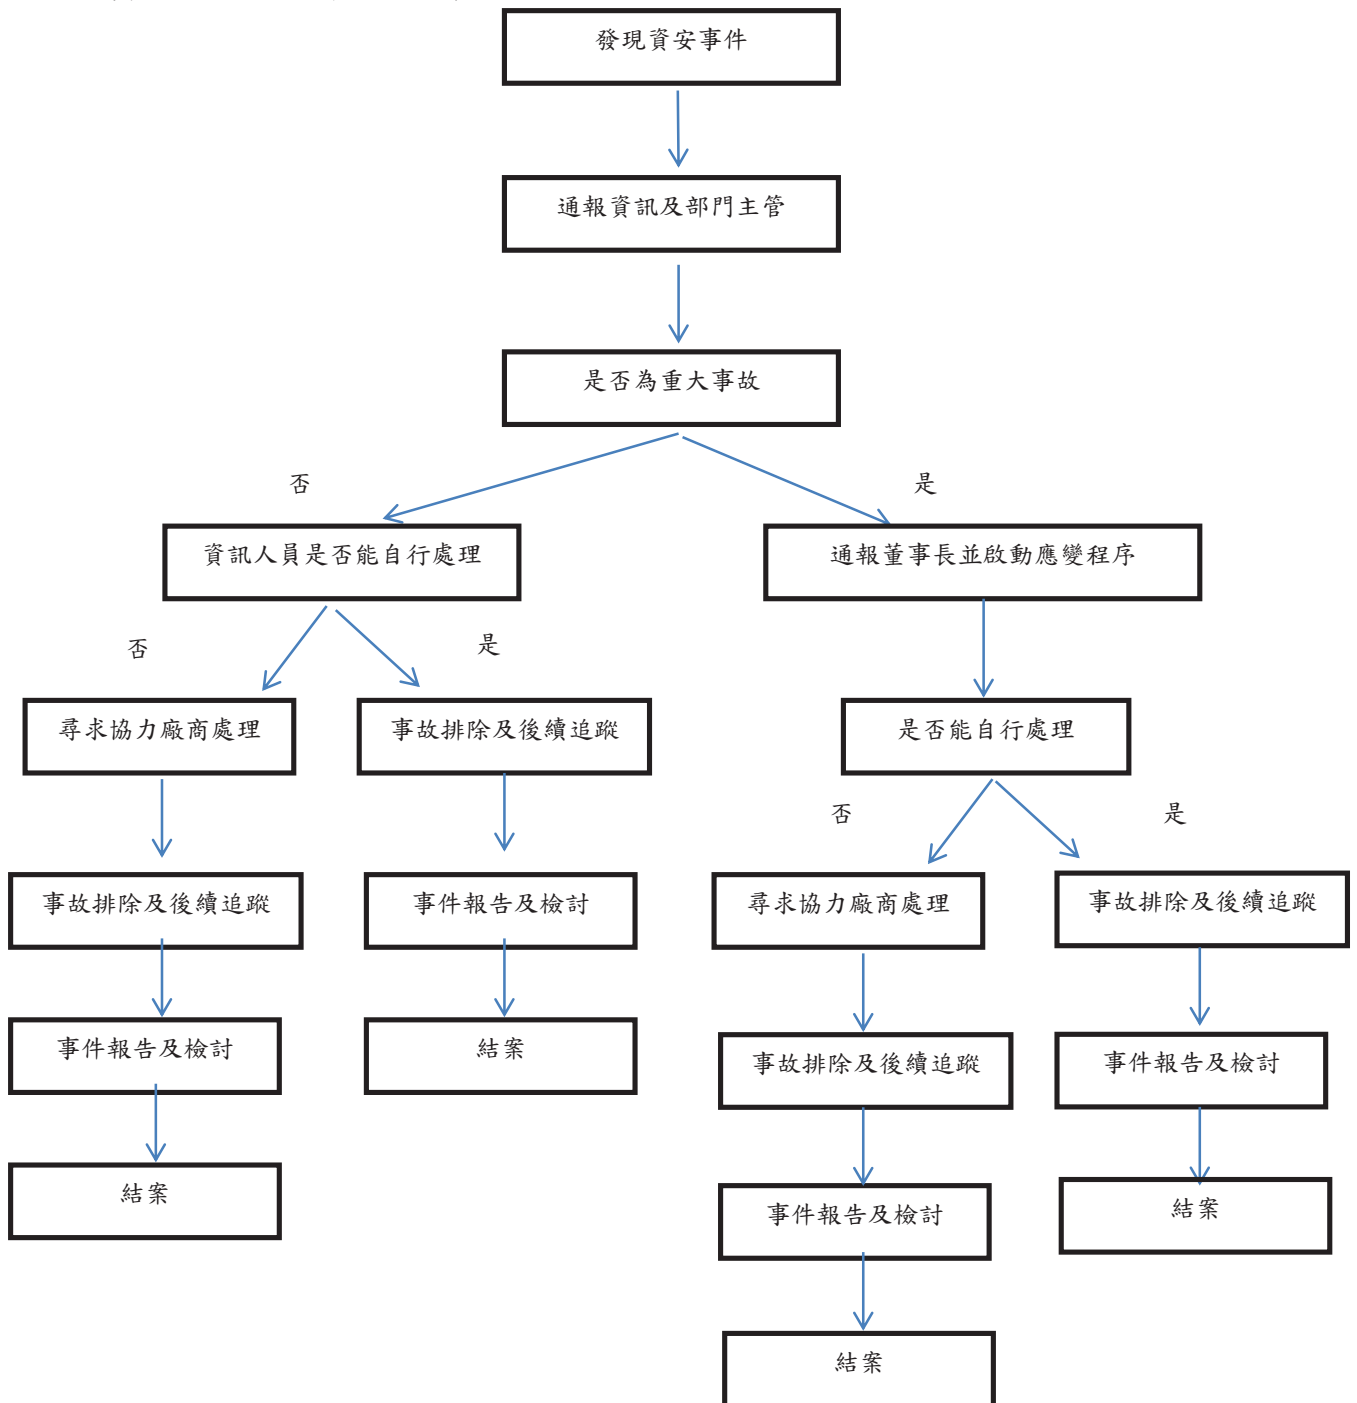 發現資安事件
通報資訊及部門主管
是否為重大事故
否
是
資訊人員是否能自行處理
通報董事長並啟動應變程序
否
是
尋求協力廠商處理
事故排除及後續追蹤
是否能自行處理
否
是
事故排除及後續追蹤
事件報告及檢討
尋求協力廠商處理
事故排除及後續追蹤
事件報告及檢討
結案
事故排除及後續追蹤
事件報告及檢討
結案
事件報告及檢討
結案
結案